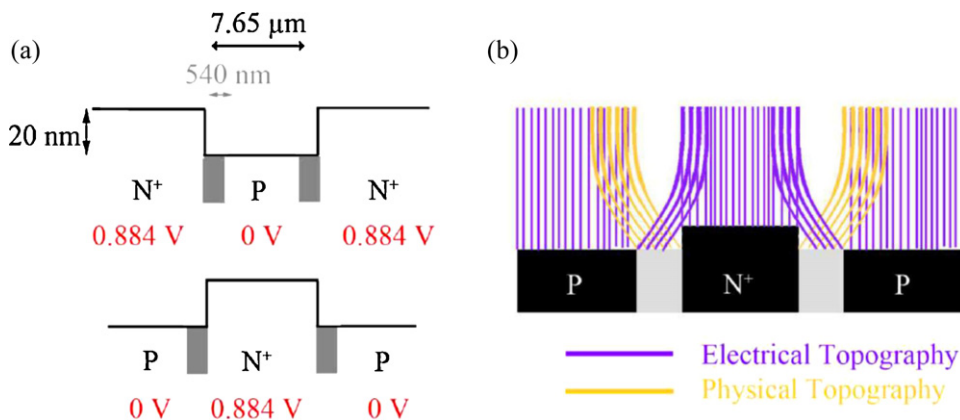 (a)
7.65 μm
540 nm
20 nm
N⁺ P N⁺
0.884 V 0 V 0.884 V
P N⁺ P
0 V 0.884 V 0 V
(b)
P N⁺ P
Electrical Topography
Physical Topography